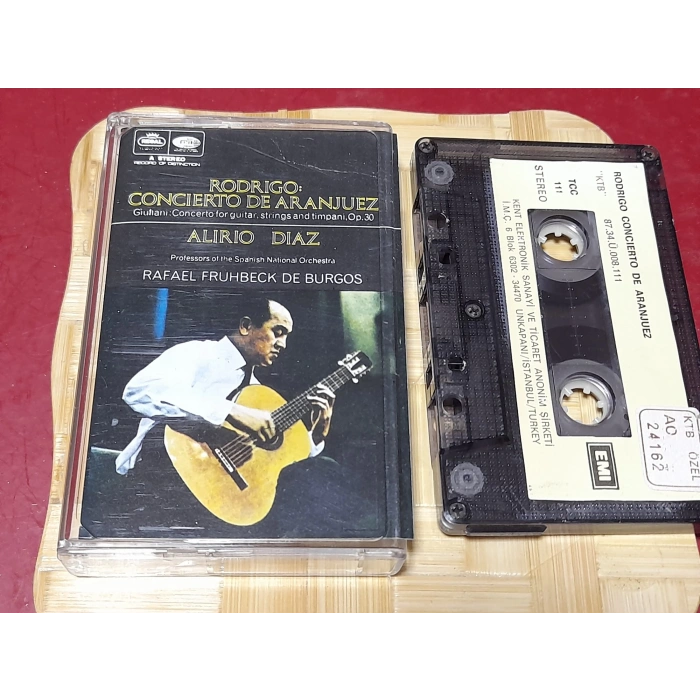 REGAL
EMI
A STEREO
RECORD OF DISTINCTION
RODRIGO:
CONCIERTO DE ARANJUEZ
Giuliani: Concerto for guitar, strings and timpani, Op.30
ALIRIO DIAZ
Professors of the Spanish National Orchestra
RAFAEL FRUHBECK DE BURGOS
RODRIGO CONCIERTO DE ARANJUEZ
"KTB"
87.34.Ü.008.111
TCC
111
STEREO
KENT ELEKTRONİK SANAYİ VE TİCARET ANONİM ŞİRKETİ
İ.M.Ç. 6 Blok 6302 - 34470 UNKAPANI/İSTANBUL/TURKEY
EMI
KTB ÖZEL
AO
24162